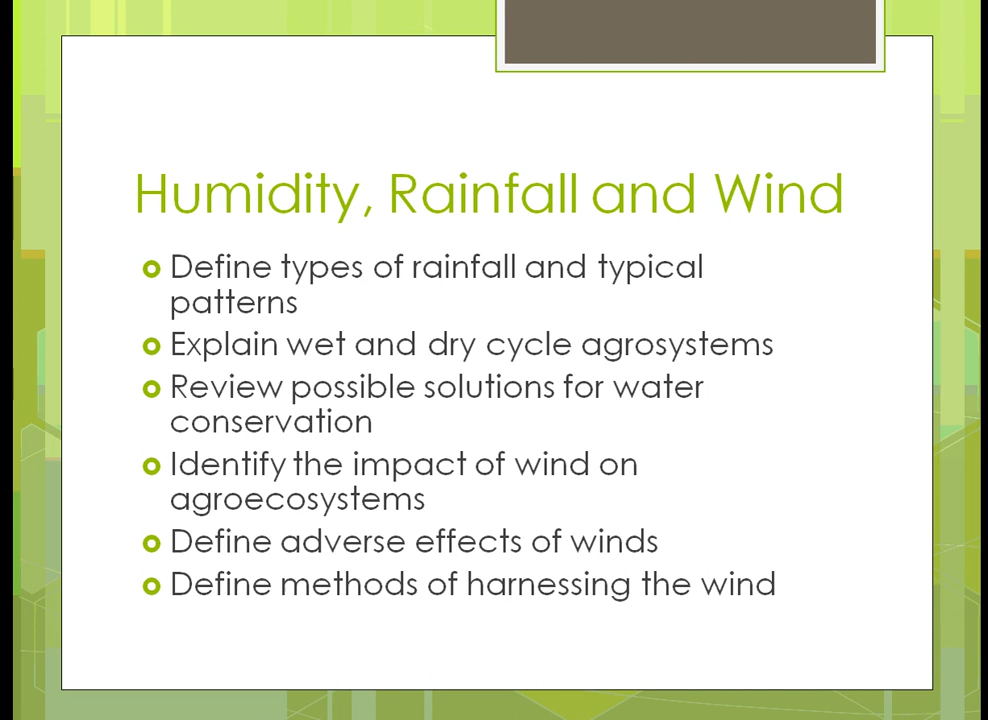 Humidity, Rainfall and Wind
Define types of rainfall and typical
patterns
Explain wet and dry cycle agrosystems
Review possible solutions for water
conservation
Identify the impact of wind on
agroecosystems
Define adverse effects of winds
Define methods of harnessing the wind